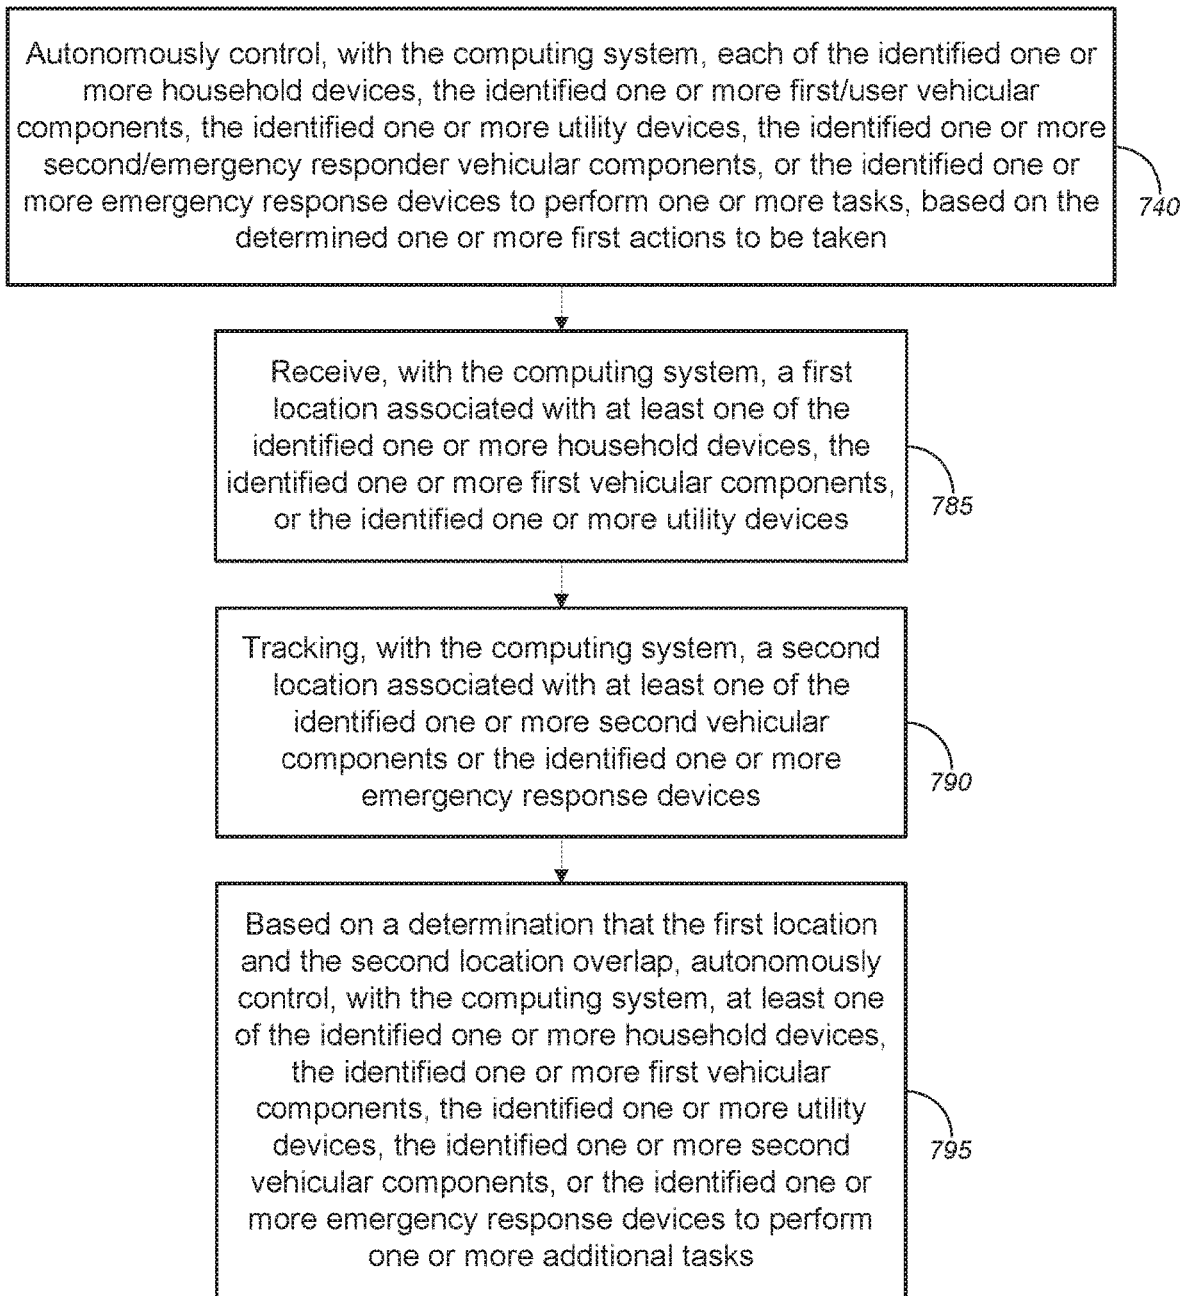 Autonomously control, with the computing system, each of the identified one or
more household devices, the identified one or more first/user vehicular
components, the identified one or more utility devices, the identified one or more
second/emergency responder vehicular components, or the identified one or
more emergency response devices to perform one or more tasks, based on the
determined one or more first actions to be taken
740
Receive, with the computing system, a first
location associated with at least one of the
identified one or more household devices, the
identified one or more first vehicular components,
or the identified one or more utility devices
785
Tracking, with the computing system, a second
location associated with at least one of the
identified one or more second vehicular
components or the identified one or more
emergency response devices
790
Based on a determination that the first location
and the second location overlap, autonomously
control, with the computing system, at least one
of the identified one or more household devices,
the identified one or more first vehicular
components, the identified one or more utility
devices, the identified one or more second
vehicular components, or the identified one or
more emergency response devices to perform
one or more additional tasks
795